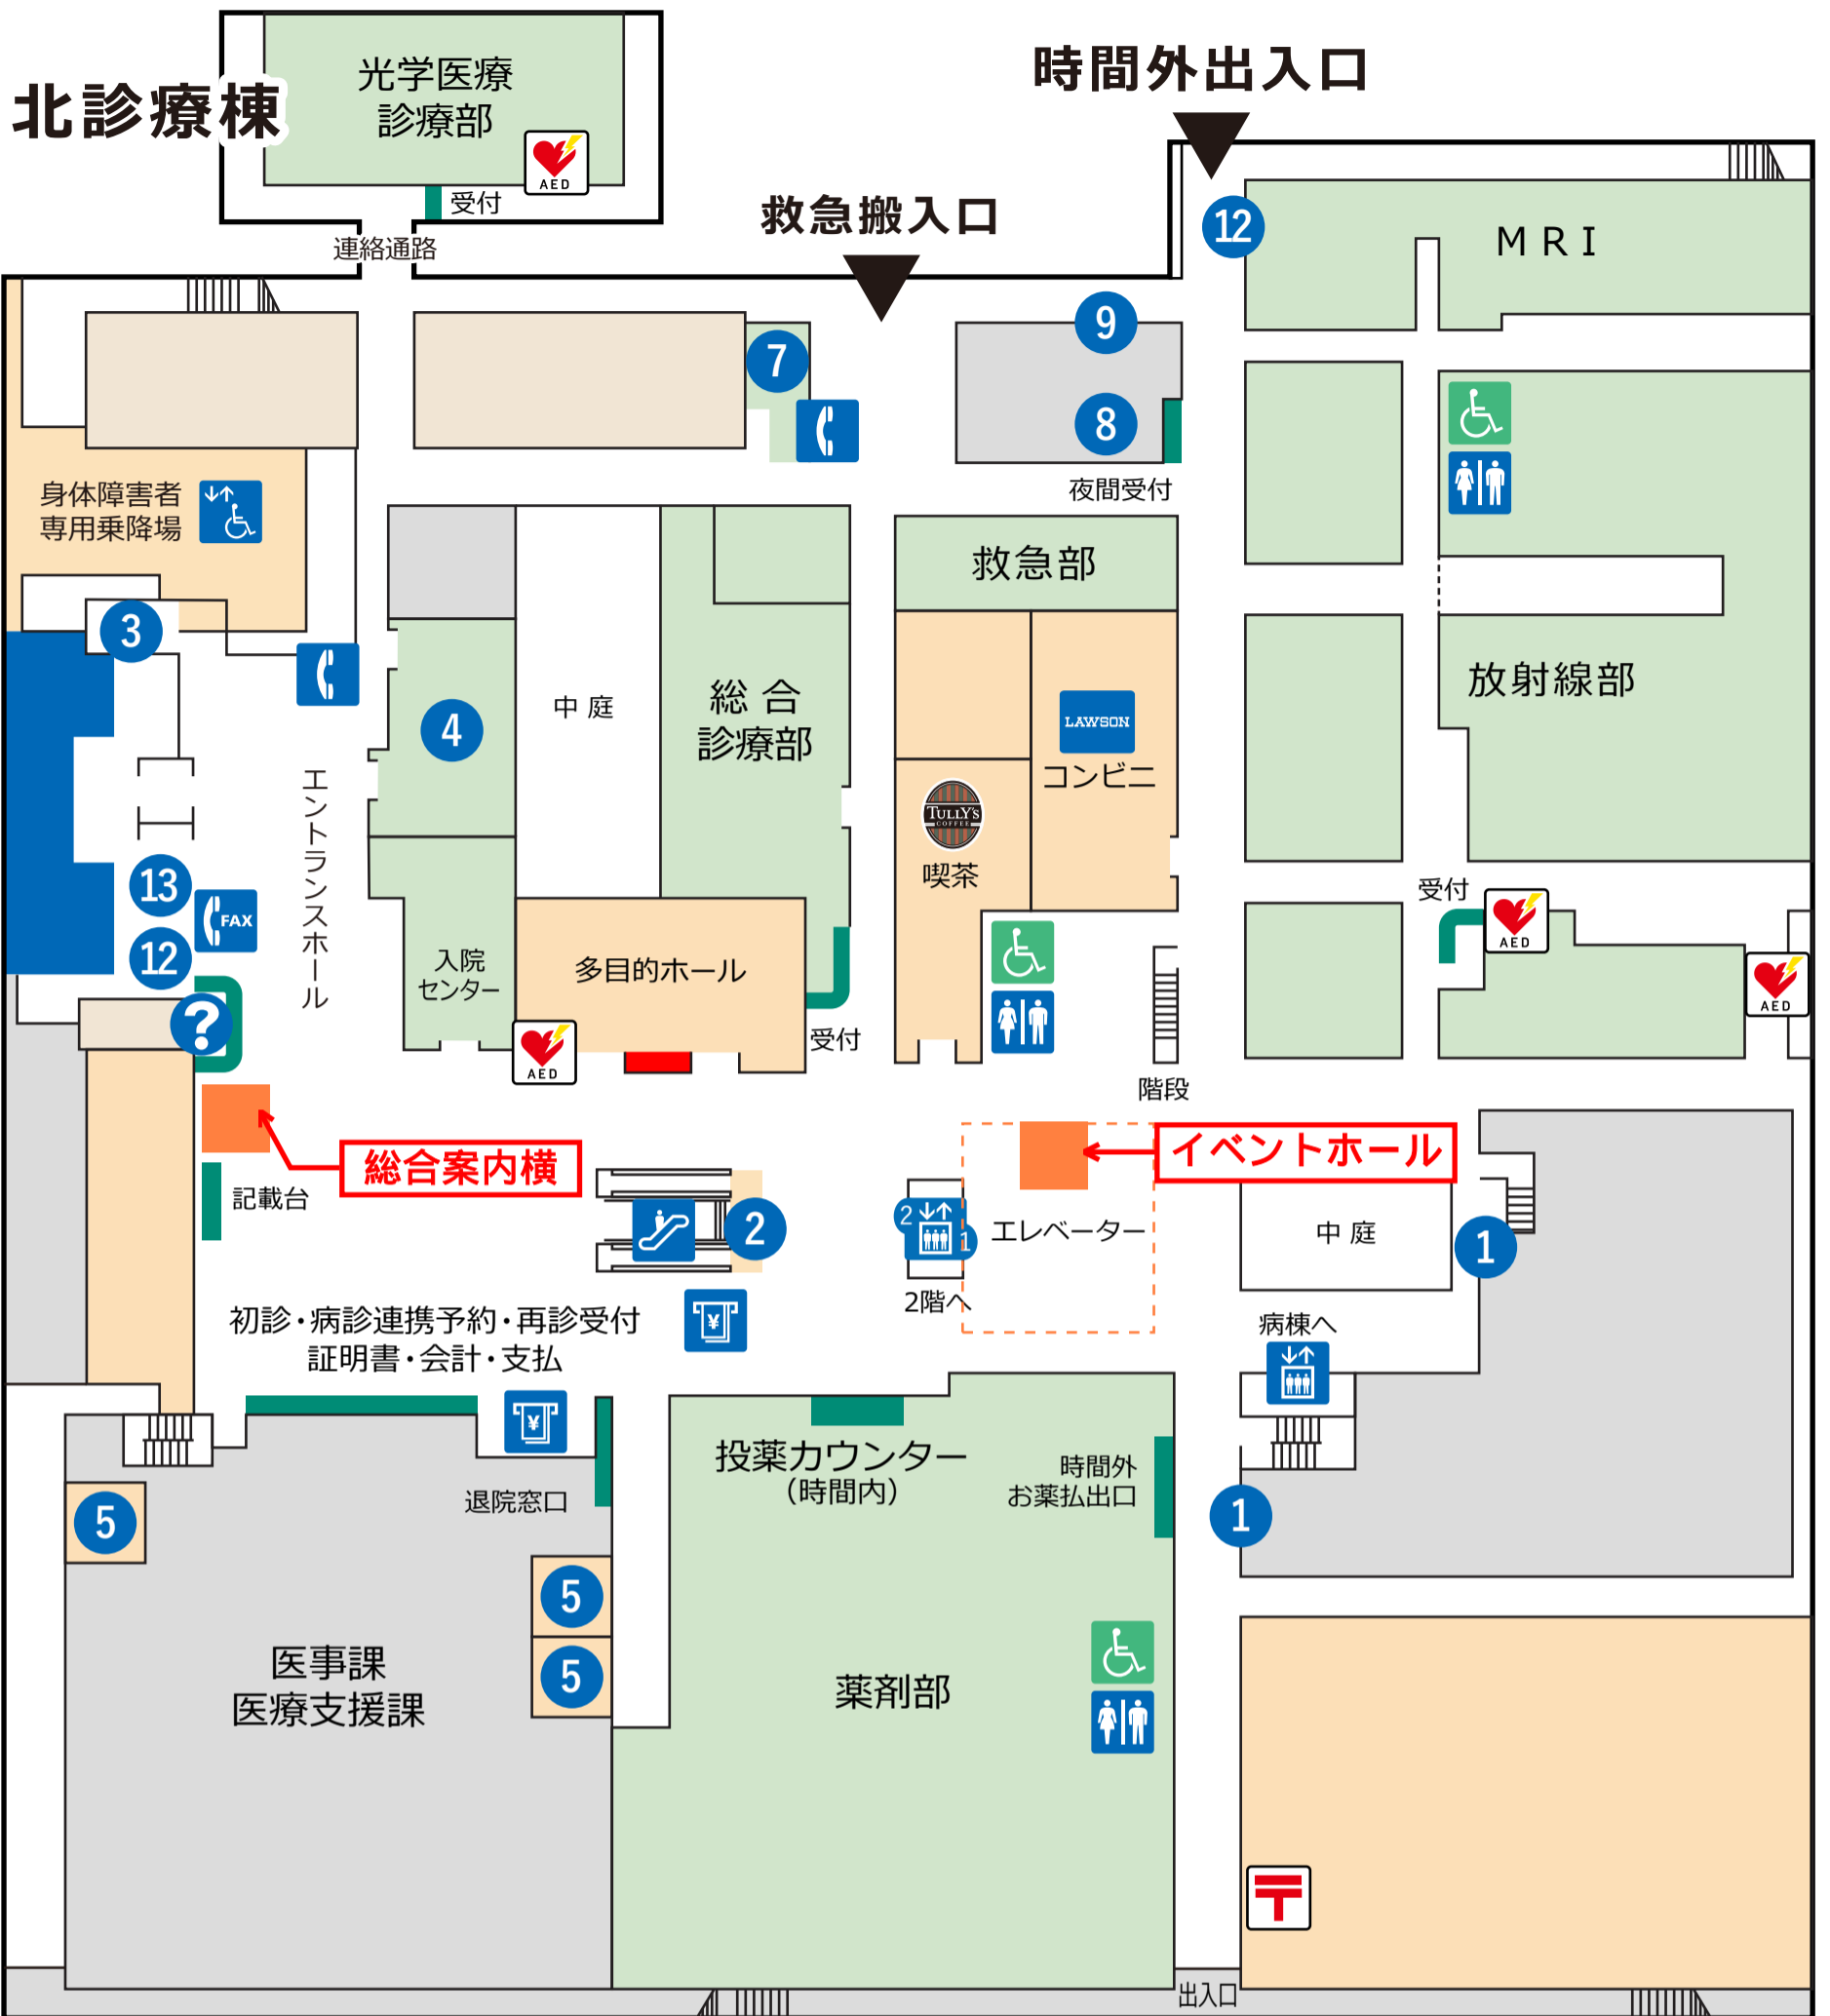 北診療棟
光学医療
診療部
AED
受付
連絡通路
時間外出入口
救急搬入口
12
MRI
9
7
8
夜間受付
身体障害者
専用乗降場
救急部
3
4
中庭
総合
診療部
LAWSON
コンビニ
放射線部
エントランスホール
TULLY'S
COFFEE
喫茶
13
FAX
12
受付
AED
AED
入院
センター
多目的ホール
?
AED
受付
階段
総合案内横
イベントホール
記載台
2
2
1
エレベーター
中庭
1
2階へ
初診・病診連携予約・再診受付
証明書・会計・支払
¥
病棟へ
¥
投薬カウンター
(時間内)
時間外
お薬払出口
退院窓口
5
1
5
5
医事課
医療支援課
薬剤部
〒
出入口